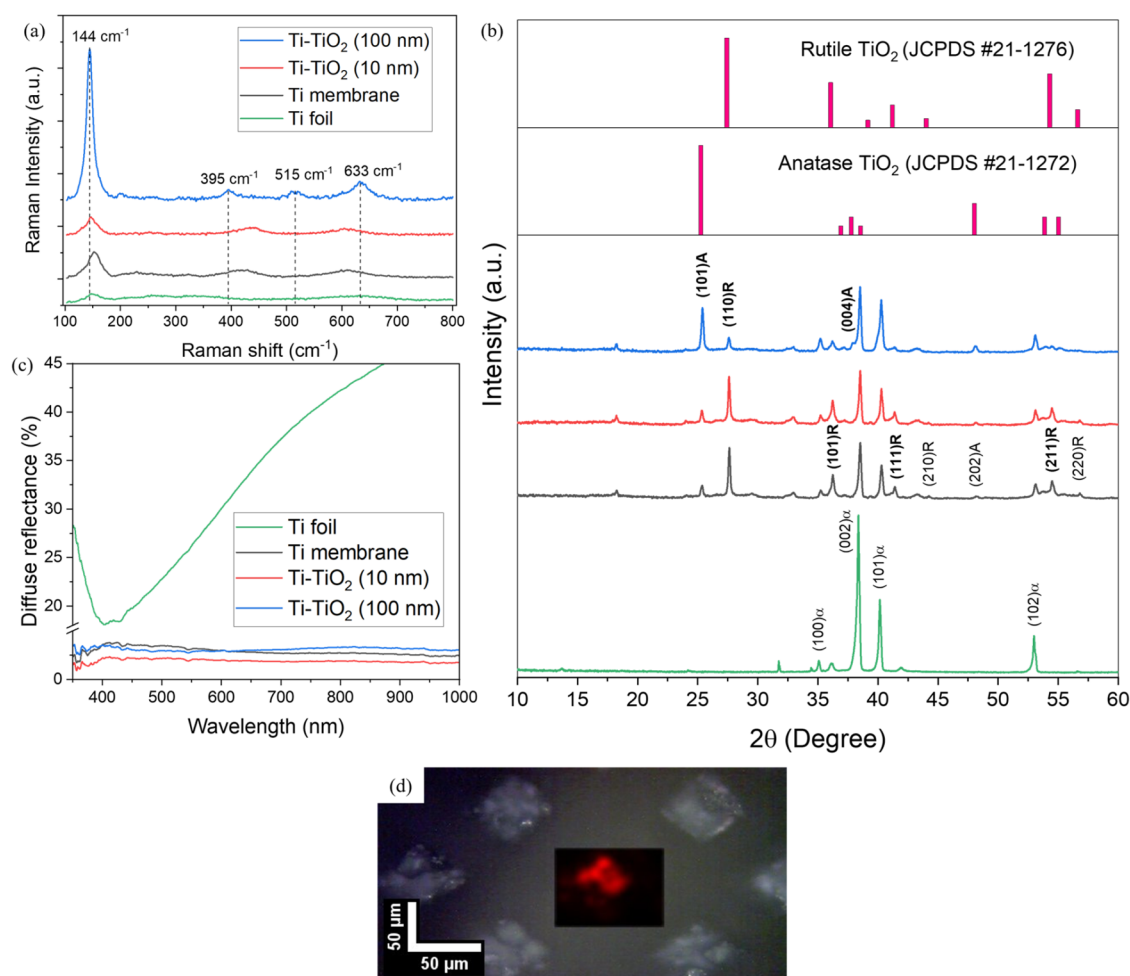 (a)
144 cm⁻¹
395 cm⁻¹
515 cm⁻¹
633 cm⁻¹
Ti-TiO₂ (100 nm)
Ti-TiO₂ (10 nm)
Ti membrane
Ti foil
Raman Intensity (a.u.)
100 200 300 400 500 600 700 800
Raman shift (cm⁻¹)
(b)
Rutile TiO₂ (JCPDS #21-1276)
Anatase TiO₂ (JCPDS #21-1272)
(101)A
(110)R
(004)A
(101)R
(111)R
(210)R
(202)A
(211)R
(220)R
(100)α
(002)α
(101)α
(102)α
Intensity (a.u.)
10 15 20 25 30 35 40 45 50 55 60
2θ (Degree)
(c)
45
40
35
30
25
20
0
Diffuse reflectance (%)
Ti foil
Ti membrane
Ti-TiO₂ (10 nm)
Ti-TiO₂ (100 nm)
400 500 600 700 800 900 1000
Wavelength (nm)
(d)
50 µm
50 µm